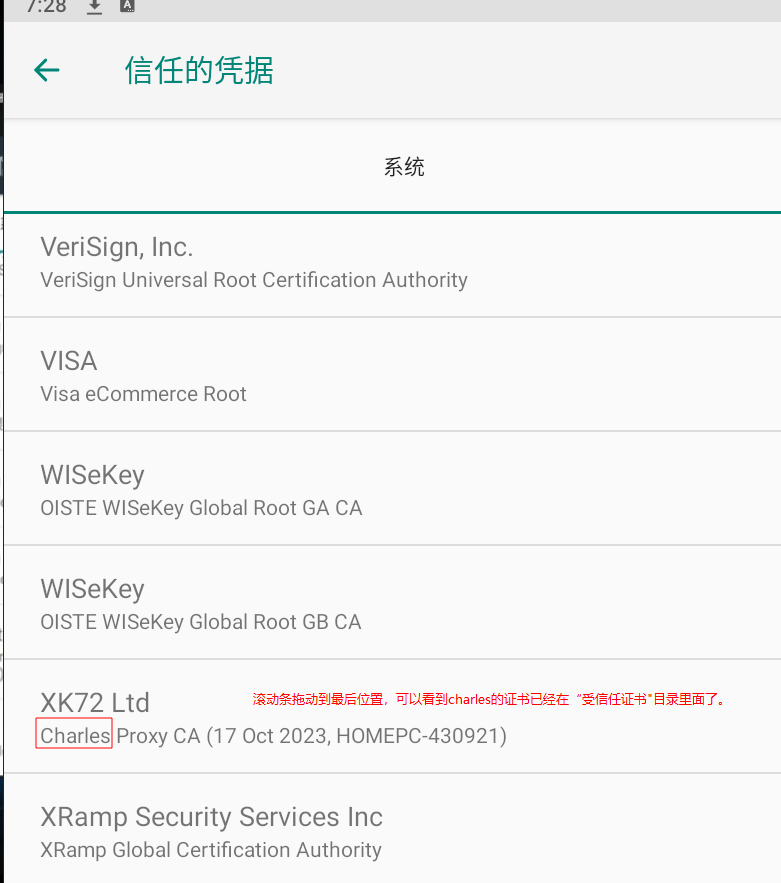 7:28
信任的凭据
系统
VeriSign, Inc.
VeriSign Universal Root Certification Authority
VISA
Visa eCommerce Root
WISeKey
OISTE WISeKey Global Root GA CA
WISeKey
OISTE WISeKey Global Root GB CA
XK72 Ltd
滚动条拖动到最后位置，可以看到charles的证书已经在“受信任证书"目录里面了。
Charles Proxy CA (17 Oct 2023, HOMEPC-430921)
XRamp Security Services Inc
XRamp Global Certification Authority